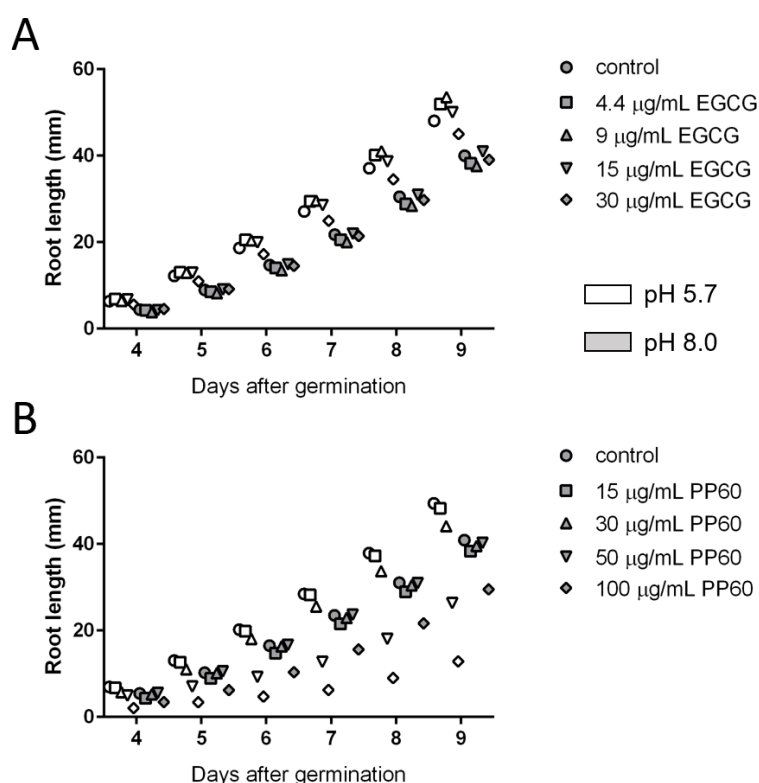 A
60
40
20
0
Root length (mm)
4 5 6 7 8 9
Days after germination
control
4.4 μg/mL EGCG
9 μg/mL EGCG
15 μg/mL EGCG
30 μg/mL EGCG
pH 5.7
pH 8.0
B
60
40
20
0
Root length (mm)
4 5 6 7 8 9
Days after germination
control
15 μg/mL PP60
30 μg/mL PP60
50 μg/mL PP60
100 μg/mL PP60